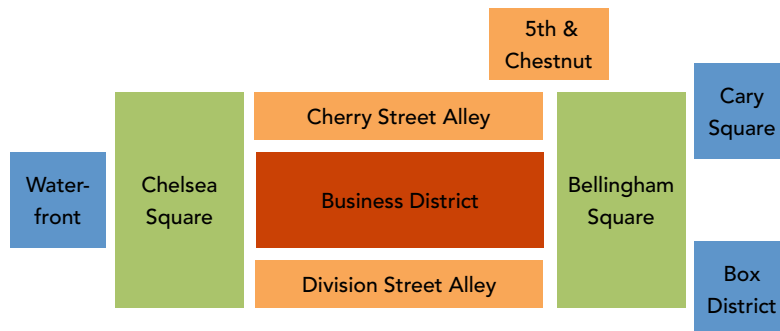 5th &
Chestnut
Cary
Square
Cherry Street Alley
Water-
front
Chelsea
Square
Business District
Bellingham
Square
Division Street Alley
Box
District